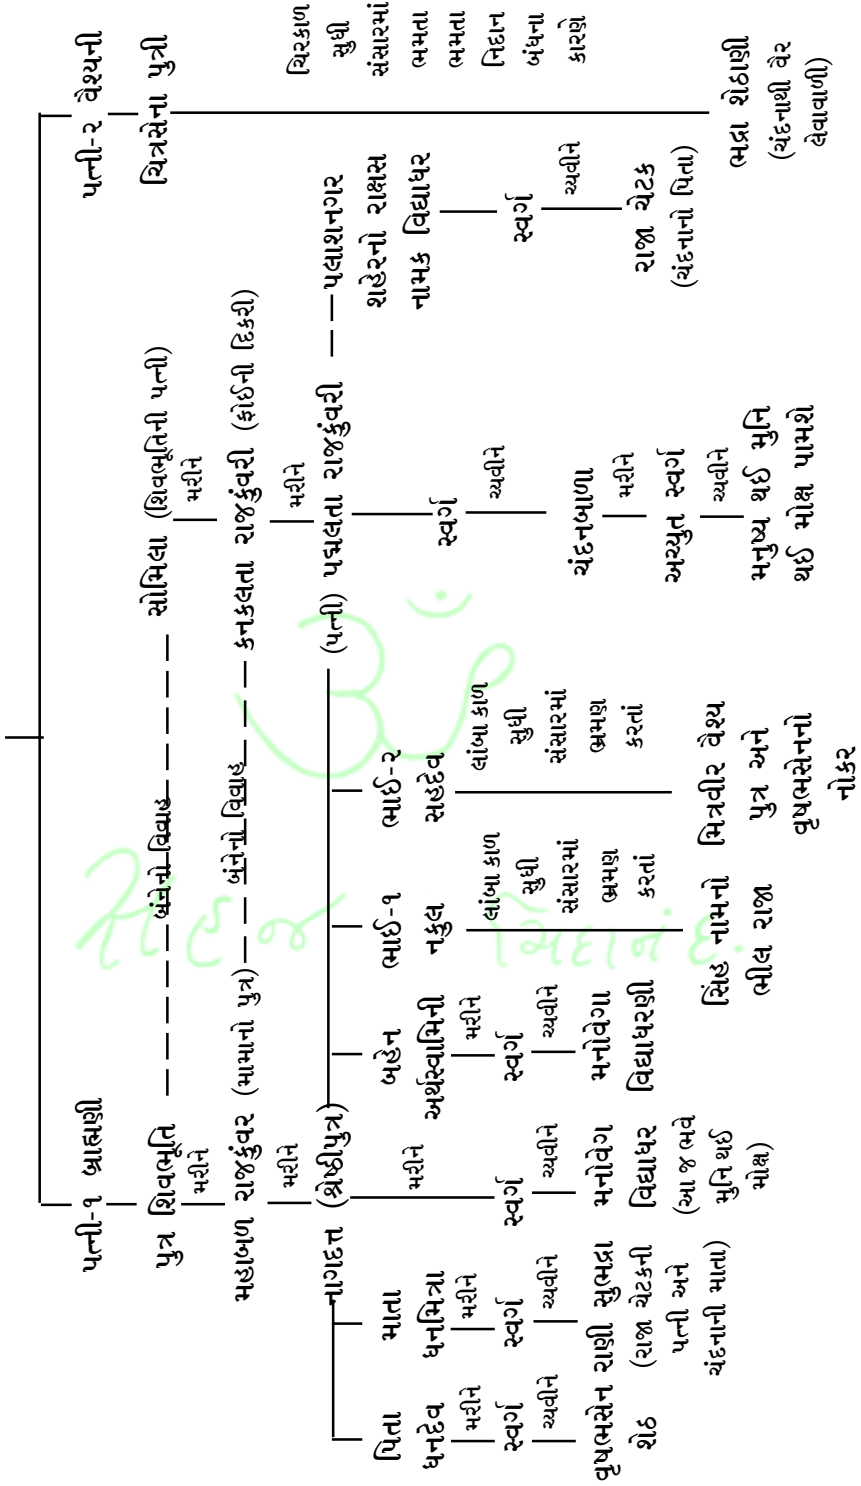 પત્ની-૧ બ્રાહ્મણી
પત્ની-૨ વૈશ્યની
પુત્ર શિવભૂતિ
બંનેનો વિવાહ
સોમિલા (શિવભૂતિની પત્ની)
ચિત્રસેના પુત્રી
મરીને
મરીને
મહાબળ રાજકુંવર (મામાનો પુત્ર)
બંનેનો વિવાહ
કનકલતા રાજકુંવરી (ફોઈની દિકરી)
મરીને
મરીને
નાગદત્ત (શ્રેષ્ઠીપુત્ર)
(પત્ની) પદ્મલતા રાજકુંવરી
પલાશનગર
શહેરનો રાક્ષસ
નામક વિદ્યાધર
ચિરકાળ
સુધી
સંસારમાં
ભમતા
ભમતા
નિદાન
બંધના
કારણે
પિતા
ધનદેવ
મરીને
સ્વર્ગ
ચ્યવીને
વૃષભસેન
શેઠ
માતા
ધનમિત્રા
મરીને
સ્વર્ગ
ચ્યવીને
રાણી સુભદ્રા
(રાજા ચેટકની
પત્ની અને
ચંદનાની માતા)
મરીને
સ્વર્ગ
ચ્યવીને
મનોવેગ
વિદ્યાધર
(આ જ ભવે
મુનિ થઈ
મોક્ષ)
બહેન
અર્થસ્વામિની
મરીને
સ્વર્ગ
ચ્યવીને
મનોવેગા
વિદ્યાધરણી
ભાઈ-૧
નકુલ
લાંબા કાળ
સુધી
સંસારમાં
ભ્રમણ
કરતાં
સિંહ નામનો
ભીલ રાજા
ભાઈ-૨
સહદેવ
લાંબા કાળ
સુધી
સંસારમાં
ભ્રમણ
કરતાં
મિત્રવીર વૈશ્ય
પુત્ર અને
વૃષભસેનનો
નોકર
સ્વર્ગ
ચ્યવીને
ચંદનબાળા
મરીને
અચ્યુત સ્વર્ગ
ચ્યવીને
મનુષ્ય થઈ મુનિ
થઈ મોક્ષ પામશે
સ્વર્ગ
ચ્યવીને
રાજા ચેટક
(ચંદનાનો પિતા)
ભદ્રા શેઠાણી
(ચંદનાથી વેર
લેવાવાળી)
ૐ
સહજ ચિદાનંદ.